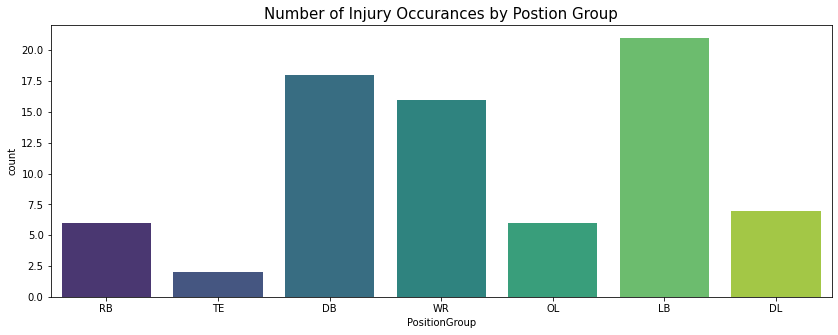 Number of Injury Occurances by Postion Group
count
20.0
17.5
15.0
12.5
10.0
7.5
5.0
2.5
0.0
RB TE DB WR OL LB DL
PositionGroup